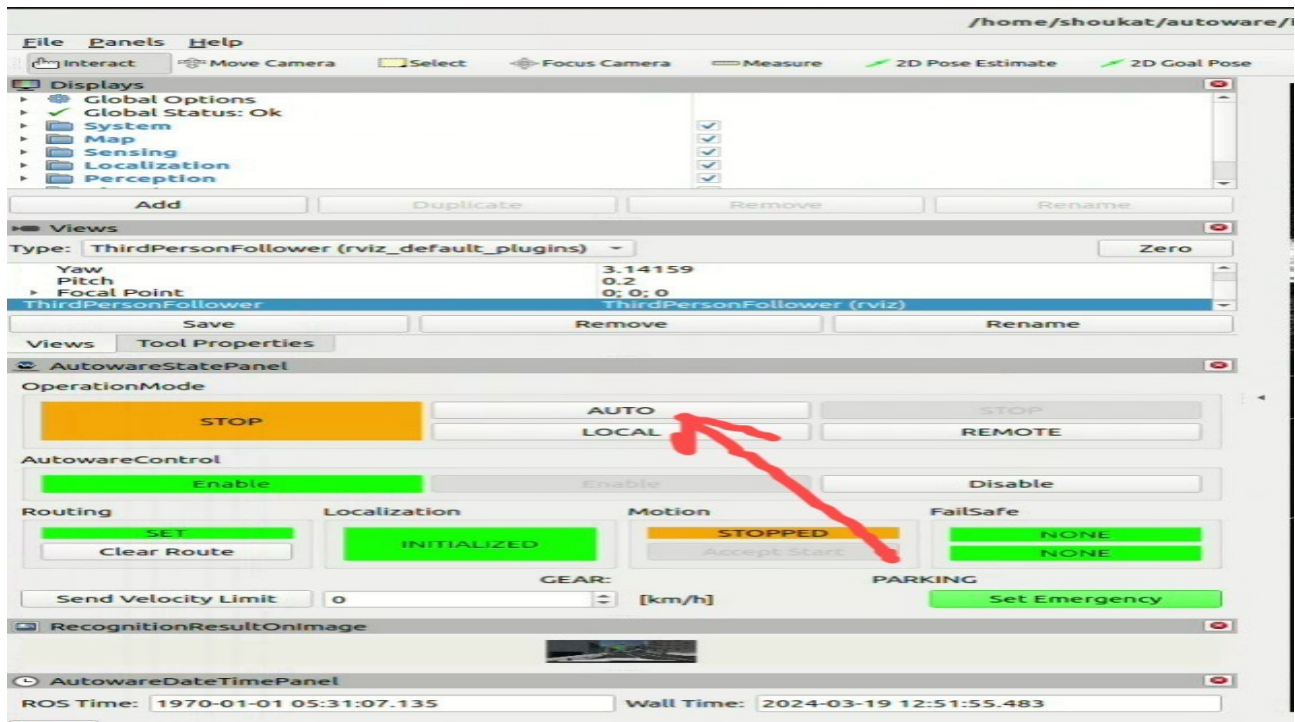 /home/shoukat/autoware/
File Panels Help
Interact Move Camera Select Focus Camera Measure 2D Pose Estimate 2D Goal Pose
Displays
Global Options
Global Status: Ok
System
Map
Sensing
Localization
Perception
Add Duplicate Remove Rename
Views
Type: ThirdPersonFollower (rviz_default_plugins) Zero
Yaw 3.14159
Pitch 0.2
Focal Point 0; 0; 0
ThirdPersonFollower ThirdPersonFollower (rviz)
Save Remove Rename
Views Tool Properties
AutowareStatePanel
OperationMode
STOP AUTO STOP
LOCAL REMOTE
AutowareControl
Enable Enable Disable
Routing Localization Motion FailSafe
SET INITIALIZED STOPPED NONE
Clear Route Accept Start NONE
GEAR: PARKING
Send Velocity Limit 0 [km/h] Set Emergency
RecognitionResultOnImage
AutowareDateTimePanel
ROS Time: 1970-01-01 05:31:07.135 Wall Time: 2024-03-19 12:51:55.483